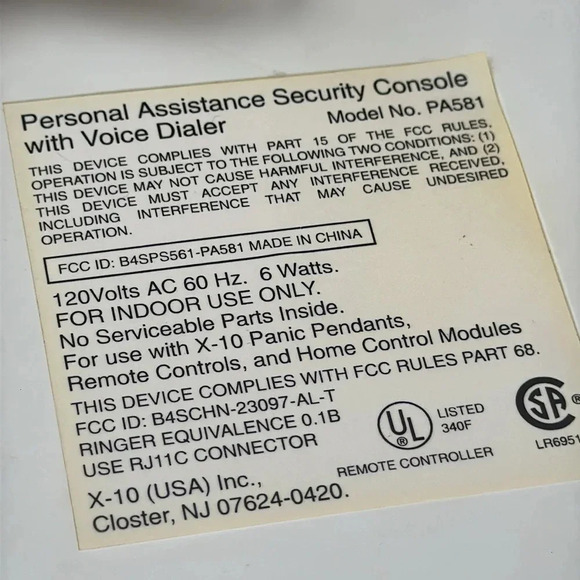 Personal Assistance Security Console
with Voice Dialer Model No. PA581
THIS DEVICE COMPLIES WITH PART 15 OF THE FCC RULES,
OPERATION IS SUBJECT TO THE FOLLOWING TWO CONDITIONS: (1)
THIS DEVICE MAY NOT CAUSE HARMFUL INTERFERENCE, AND (2)
THIS DEVICE MUST ACCEPT ANY INTERFERENCE RECEIVED,
INCLUDING INTERFERENCE THAT MAY CAUSE UNDESIRED
OPERATION.
FCC ID: B4SPS561-PA581 MADE IN CHINA
120Volts AC 60 Hz. 6 Watts.
FOR INDOOR USE ONLY.
No Serviceable Parts Inside.
For use with X-10 Panic Pendants,
Remote Controls, and Home Control Modules
THIS DEVICE COMPLIES WITH FCC RULES PART 68.
FCC ID: B4SCHN-23097-AL-T
RINGER EQUIVALENCE 0.1B
USE RJ11C CONNECTOR
UL ® LISTED
340F
REMOTE CONTROLLER
SA ®
LR6951
X-10 (USA) Inc.,
Closter, NJ 07624-0420.